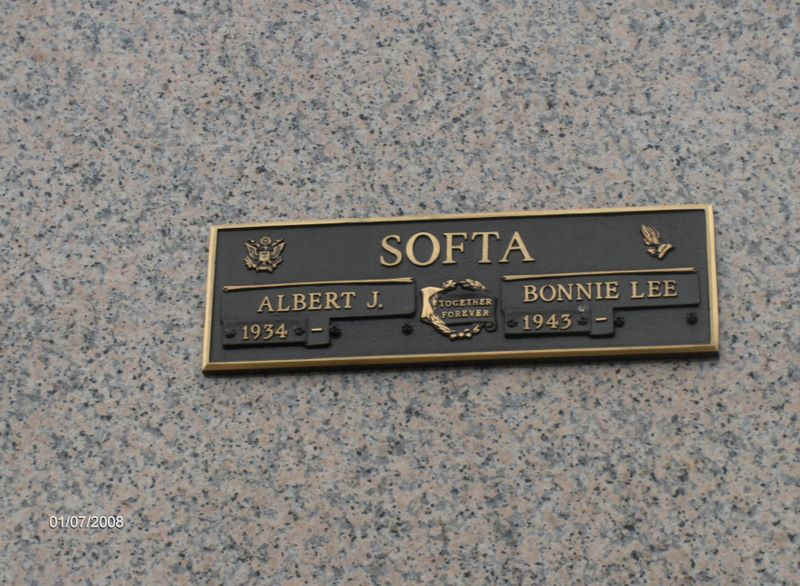 SOFTA
ALBERT J.
1934 -
TOGETHER
FOREVER
BONNIE LEE
1943 -
01/07/2008